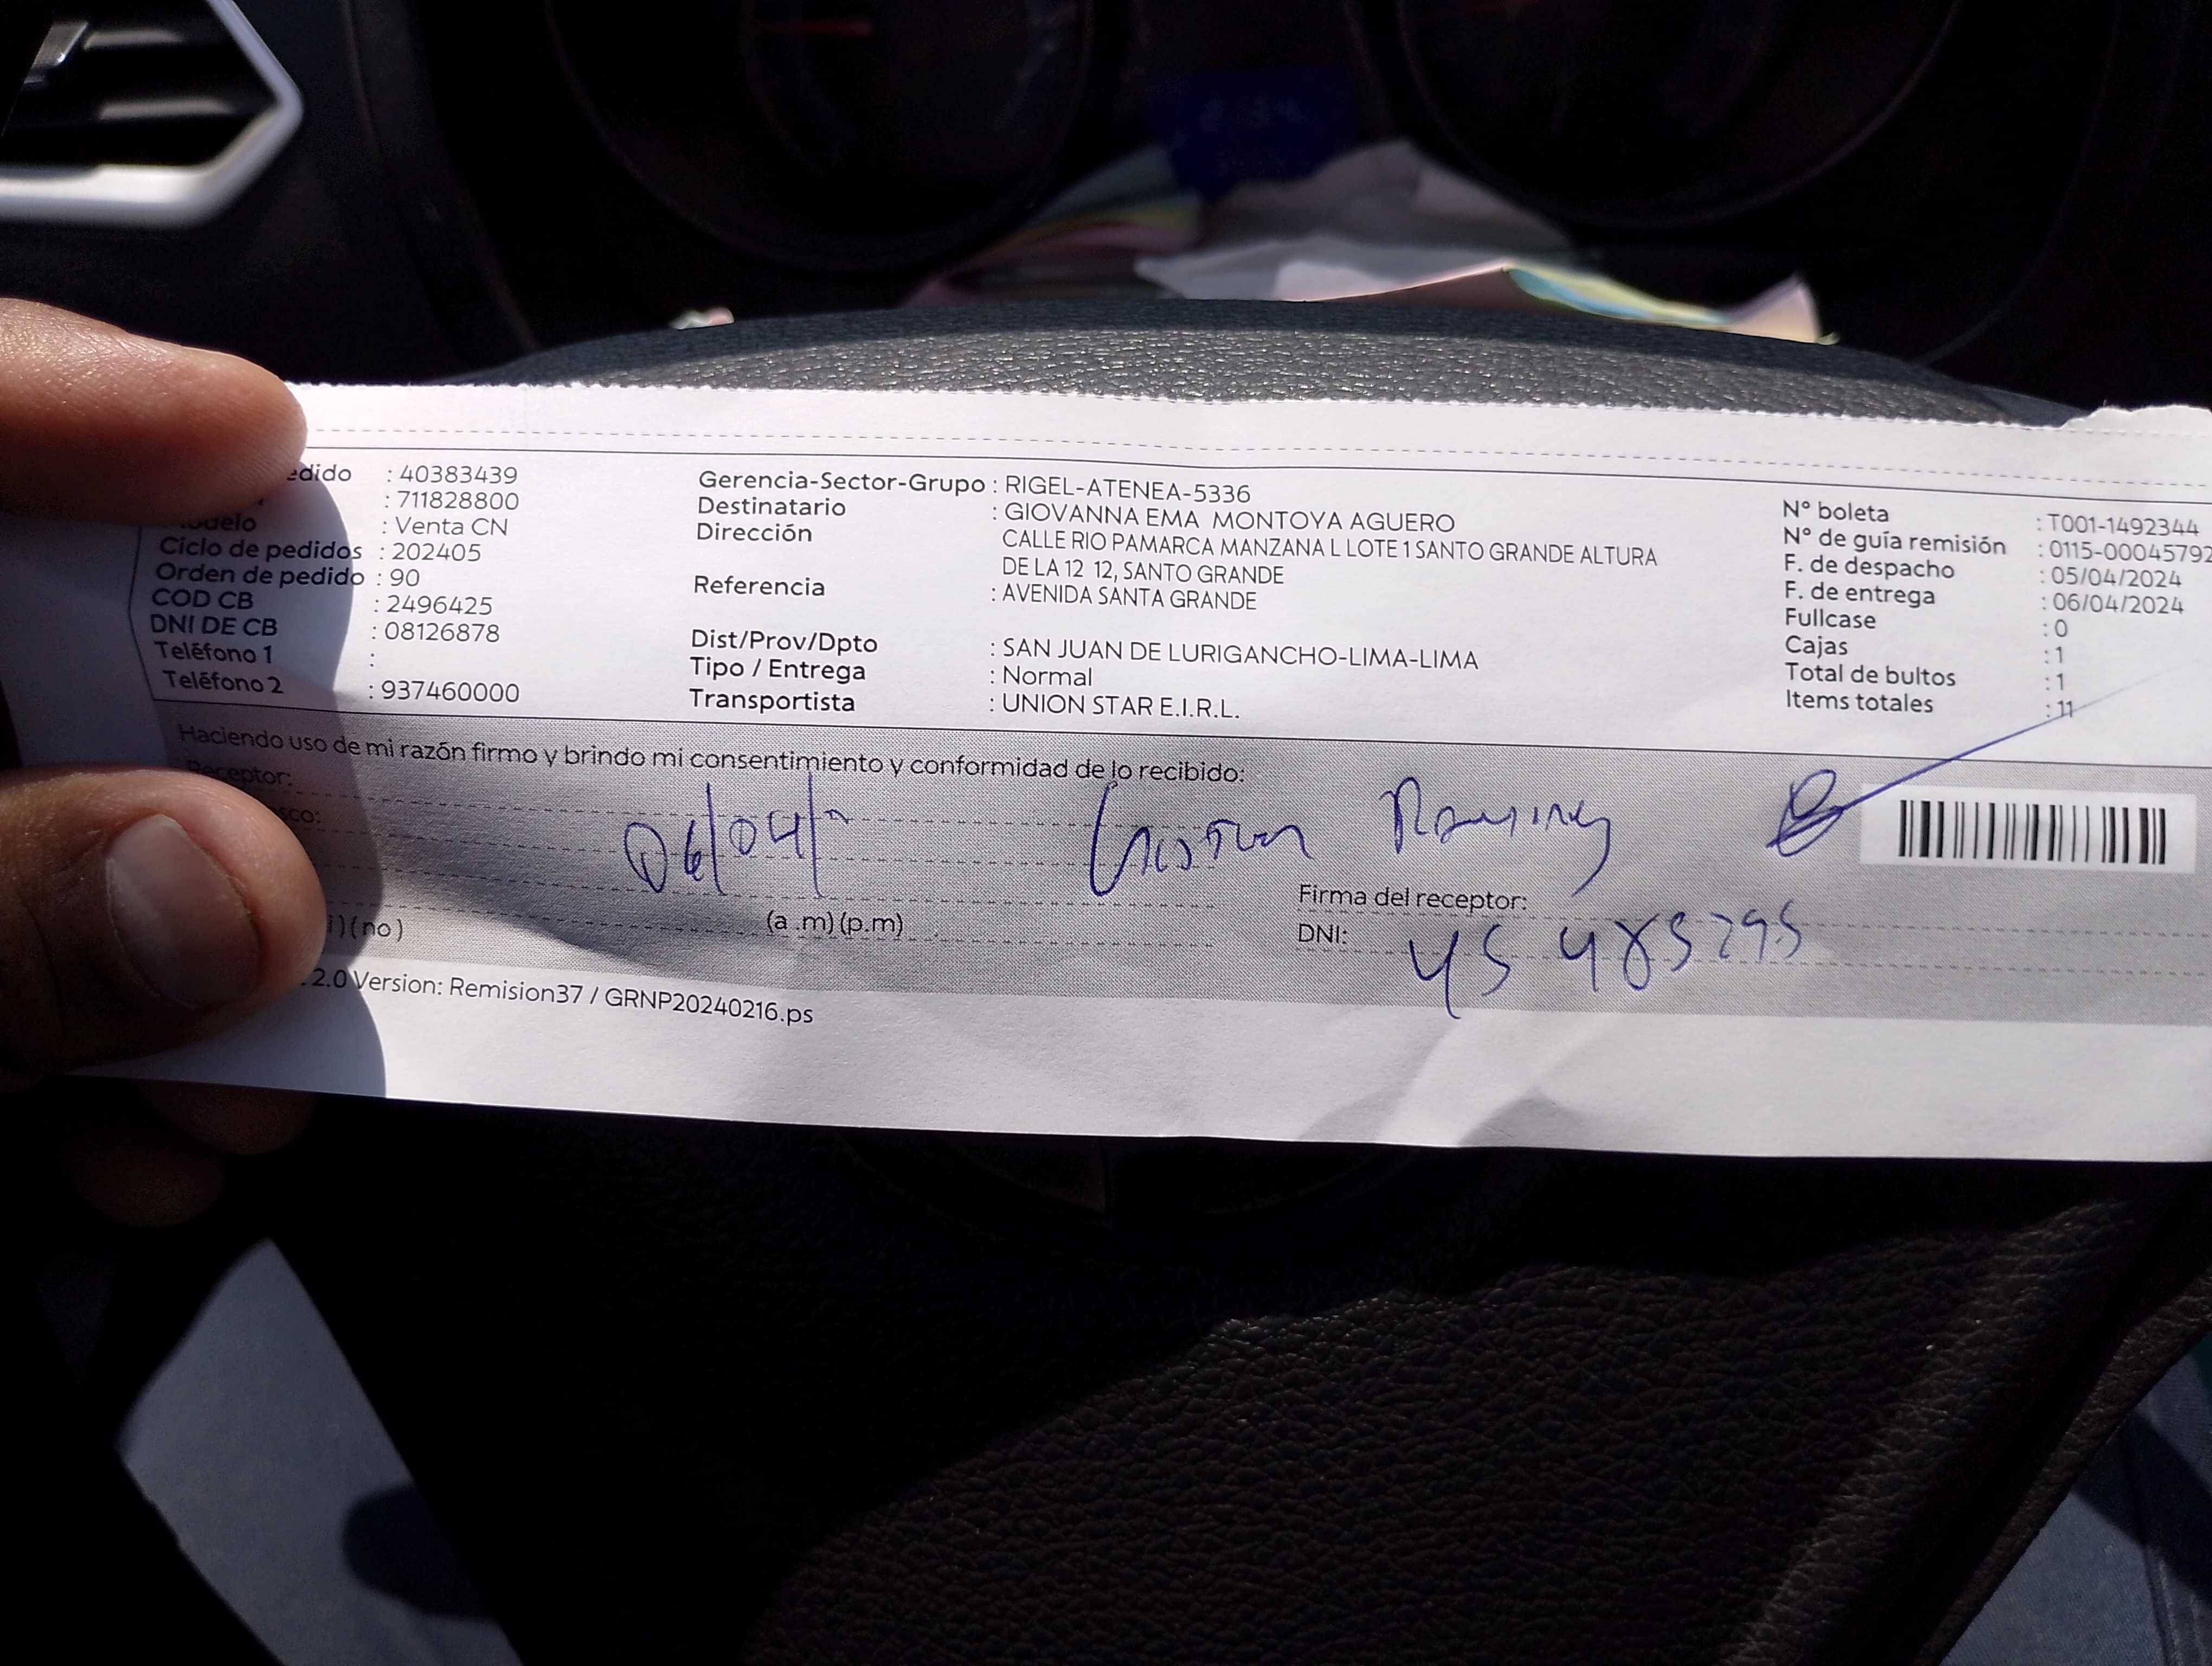 edido : 40383439
: 711828800
Modelo : Venta CN
Ciclo de pedidos : 202405
Orden de pedido : 90
COD CB : 2496425
DNI DE CB : 08126878
Teléfono 1 :
Teléfono 2 : 937460000
Gerencia-Sector-Grupo : RIGEL-ATENEA-5336
Destinatario : GIOVANNA EMA MONTOYA AGUERO
Dirección CALLE RIO PAMARCA MANZANA L LOTE 1 SANTO GRANDE ALTURA
DE LA 12 12, SANTO GRANDE
Referencia : AVENIDA SANTA GRANDE
Dist/Prov/Dpto : SAN JUAN DE LURIGANCHO-LIMA-LIMA
Tipo / Entrega : Normal
Transportista : UNION STAR E.I.R.L.
N° boleta : T001-1492344
N° de guía remisión : 0115-00045792
F. de despacho : 05/04/2024
F. de entrega : 06/04/2024
Fullcase : 0
Cajas : 1
Total de bultos : 1
Items totales : 11
Haciendo uso de mi razón firmo y brindo mi consentimiento y conformidad de lo recibido:
Receptor:
sco:
06/04/
Firma del receptor:
i)(no) (a .m)(p.m)
DNI: 45485295
2.0 Version: Remision37 / GRNP20240216.ps